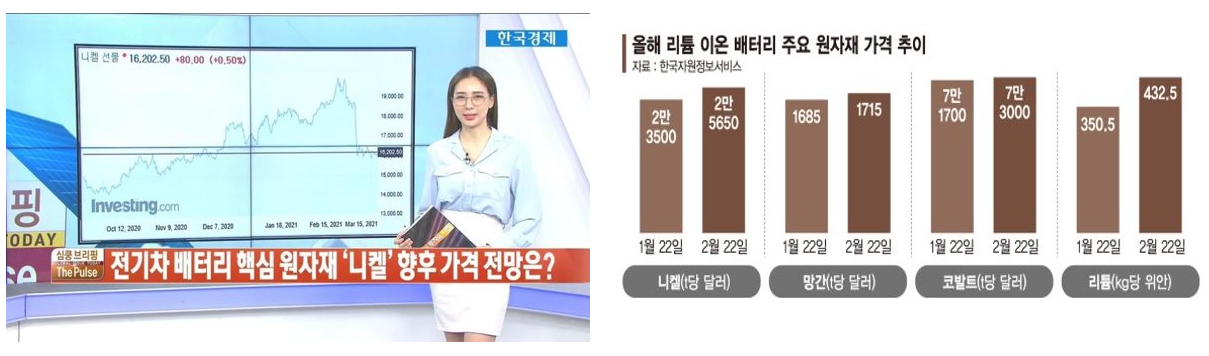 한국경제
니켈 선물 16,202.50 +80.00 (+0.50%)
19,000.00
18,000.00
17,000.00
16,202.50
15,000.00
14,000.00
13,000.00
Investing.com
Oct 12, 2020 Nov 9, 2020 Dec 7, 2020 Jan 18, 2021 Feb 15, 2021 Mar 15, 2021
핑
TODAY
se
심쿵 브리핑
The Pulse
전기차 배터리 핵심 원자재 '니켈' 향후 가격 전망은?
올해 리튬 이온 배터리 주요 원자재 가격 추이
자료 : 한국자원정보서비스
2만 3500
2만 5650
1685
1715
7만 1700
7만 3000
350.5
432.5
1월 22일 2월 22일 1월 22일 2월 22일 1월 22일 2월 22일 1월 22일 2월 22일
니켈(t당 달러) 망간(t당 달러) 코발트(t당 달러) 리튬(kg당 위안)